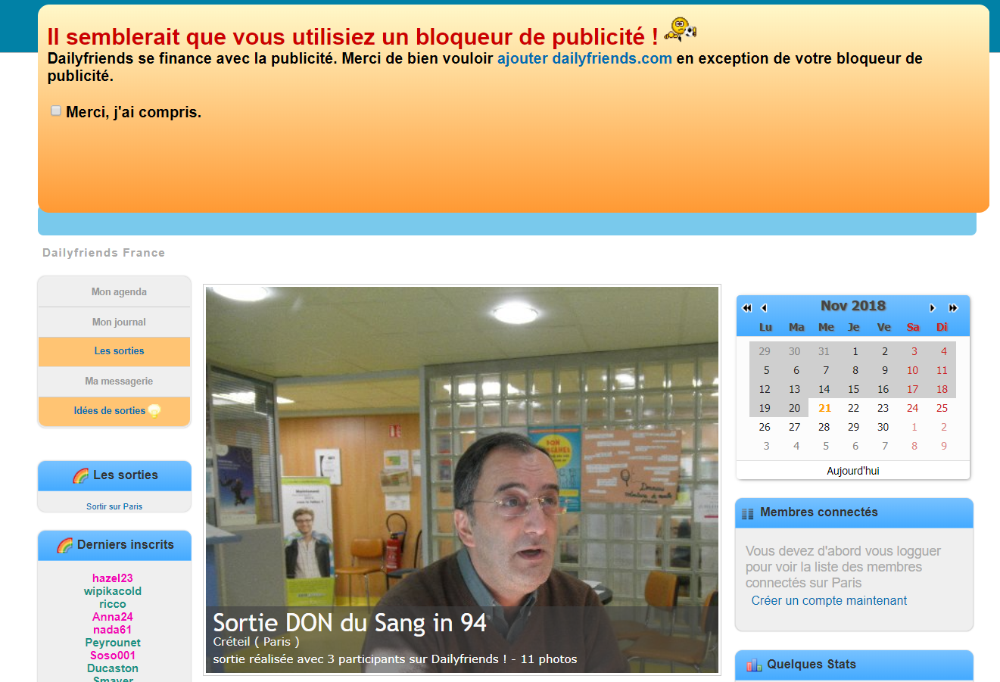 Il semblerait que vous utilisiez un bloqueur de publicité !
Dailyfriends se finance avec la publicité. Merci de bien vouloir ajouter dailyfriends.com en exception de votre bloqueur de
publicité.
Merci, j'ai compris.
Dailyfriends France
Mon agenda
Mon journal
Les sorties
Ma messagerie
Idées de sorties
Les sorties
Sortir sur Paris
Derniers inscrits
hazel23
wipikacold
ricco
Anna24
nada61
Peyrounet
Soso001
Ducaston
Smayer
DON
Sortie DON du Sang in 94
Créteil ( Paris )
sortie réalisée avec 3 participants sur Dailyfriends ! - 11 photos
Nov 2018
Lu Ma Me Je Ve Sa Di
29 30 31 1 2 3 4
5 6 7 8 9 10 11
12 13 14 15 16 17 18
19 20 21 22 23 24 25
26 27 28 29 30 1 2
3 4 5 6 7 8 9
Aujourd'hui
Membres connectés
Vous devez d'abord vous logguer
pour voir la liste des membres
connectés sur Paris
Créer un compte maintenant
Quelques Stats